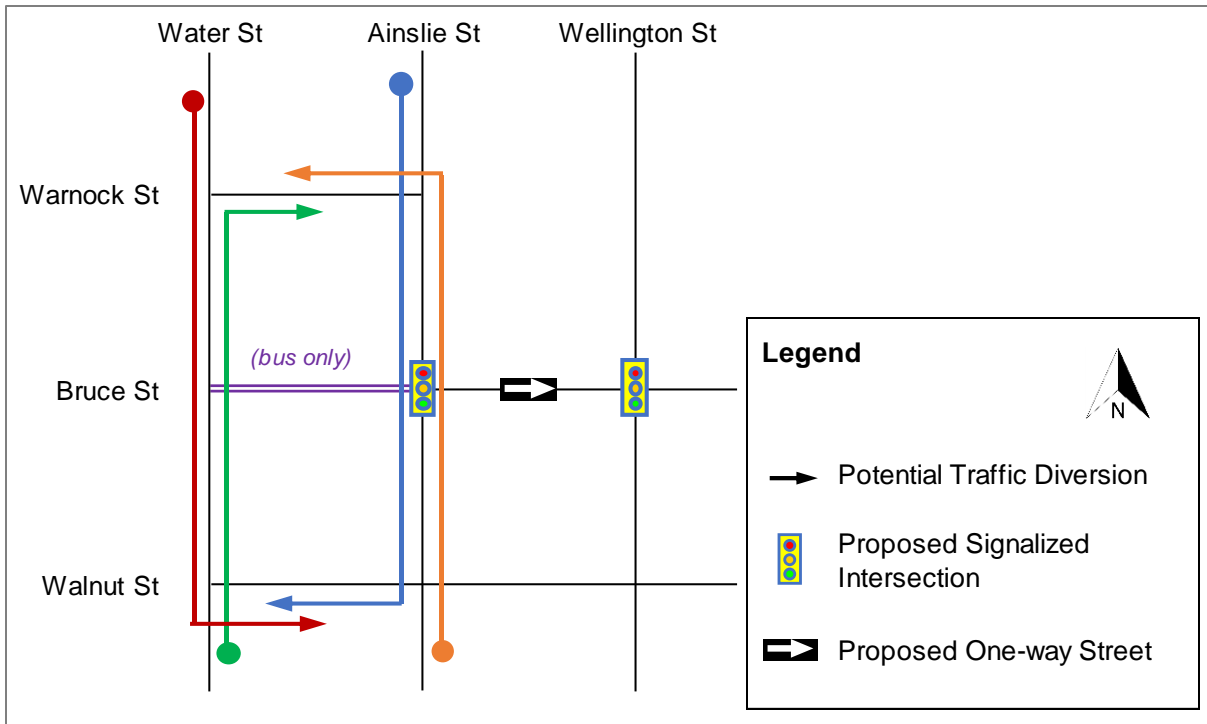 Water St
Ainslie St
Wellington St
Warnock St
(bus only)
Bruce St
Walnut St
Legend
N
Potential Traffic Diversion
Proposed Signalized
Intersection
Proposed One-way Street